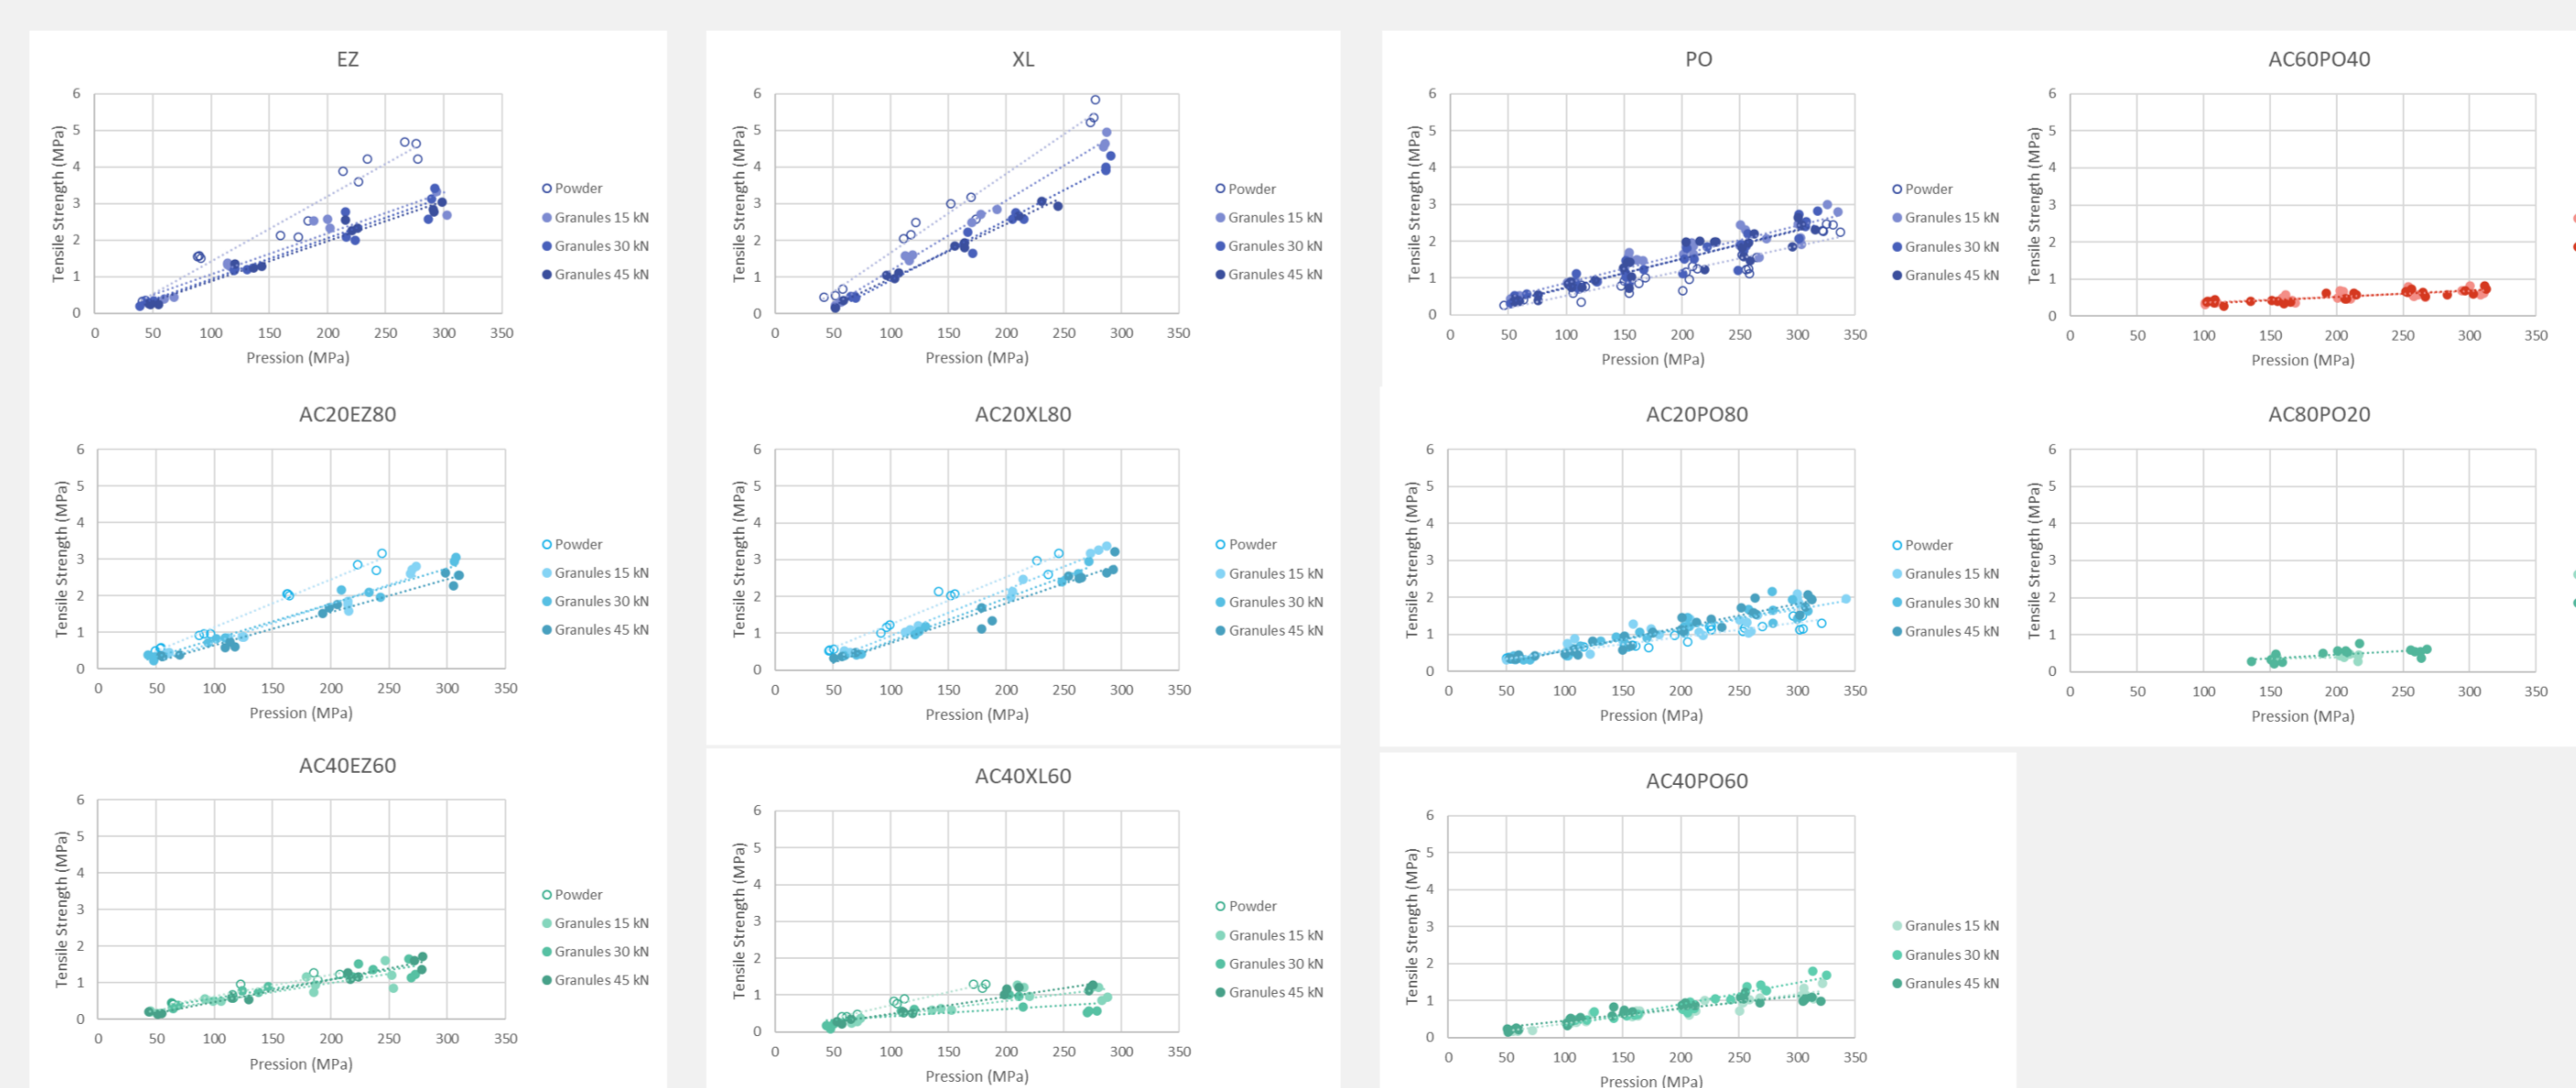 EZ
6
5
4
3
2
1
0
Tensile Strength (MPa)
0 50 100 150 200 250 300 350
Pression (MPa)
Powder
Granules 15 kN
Granules 30 kN
Granules 45 kN
XL
6
5
4
3
2
1
0
Tensile Strength (MPa)
0 50 100 150 200 250 300 350
Pression (MPa)
Powder
Granules 15 kN
Granules 30 kN
Granules 45 kN
PO
6
5
4
3
2
1
0
Tensile Strength (MPa)
0 50 100 150 200 250 300 350
Pression (MPa)
Powder
Granules 15 kN
Granules 30 kN
Granules 45 kN
AC60PO40
6
5
4
3
2
1
0
Tensile Strength (MPa)
0 50 100 150 200 250 300 350
Pression (MPa)
AC20EZ80
6
5
4
3
2
1
0
Tensile Strength (MPa)
0 50 100 150 200 250 300 350
Pression (MPa)
Powder
Granules 15 kN
Granules 30 kN
Granules 45 kN
AC20XL80
6
5
4
3
2
1
0
Tensile Strength (MPa)
0 50 100 150 200 250 300 350
Pression (MPa)
Powder
Granules 15 kN
Granules 30 kN
Granules 45 kN
AC20PO80
6
5
4
3
2
1
0
Tensile Strength (MPa)
0 50 100 150 200 250 300 350
Pression (MPa)
Powder
Granules 15 kN
Granules 30 kN
Granules 45 kN
AC80PO20
6
5
4
3
2
1
0
Tensile Strength (MPa)
0 50 100 150 200 250 300 350
Pression (MPa)
AC40EZ60
6
5
4
3
2
1
0
Tensile Strength (MPa)
0 50 100 150 200 250 300 350
Pression (MPa)
Powder
Granules 15 kN
Granules 30 kN
Granules 45 kN
AC40XL60
6
5
4
3
2
1
0
Tensile Strength (MPa)
0 50 100 150 200 250 300 350
Pression (MPa)
Powder
Granules 15 kN
Granules 30 kN
Granules 45 kN
AC40PO60
6
5
4
3
2
1
0
Tensile Strength (MPa)
0 50 100 150 200 250 300 350
Pression (MPa)
Granules 15 kN
Granules 30 kN
Granules 45 kN